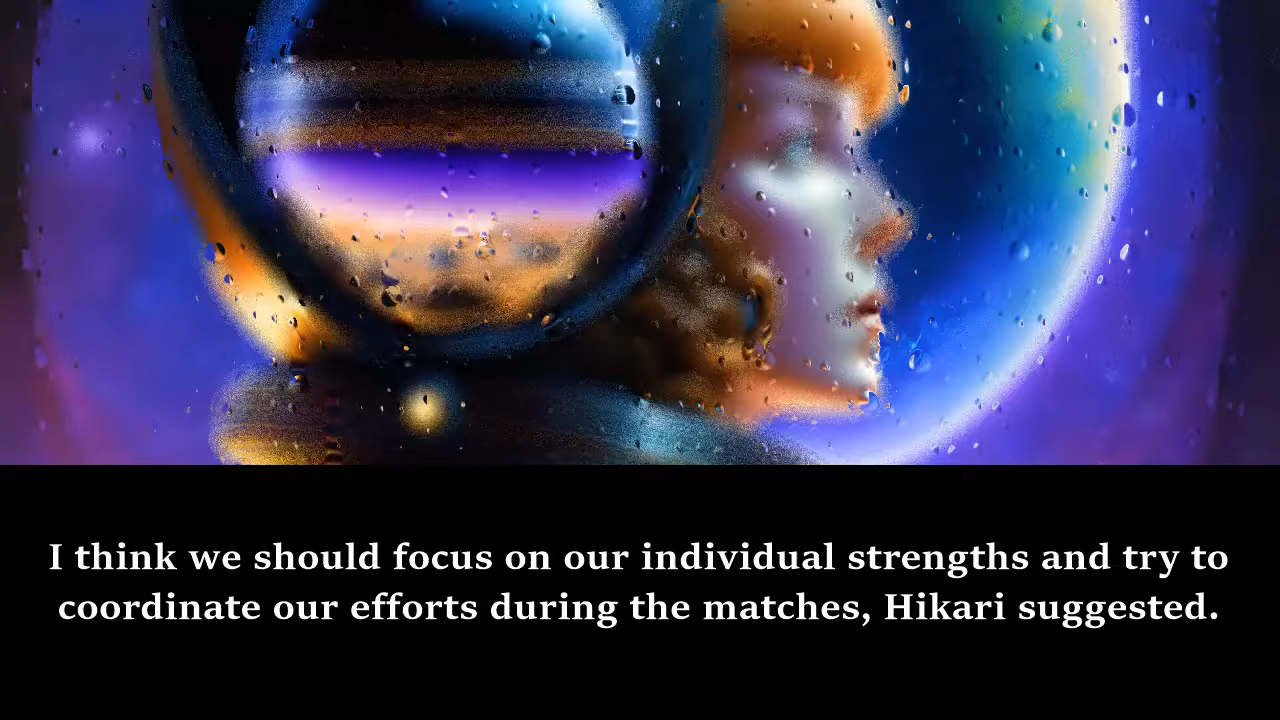 I think we should focus on our individual strengths and try to
coordinate our efforts during the matches, Hikari suggested.